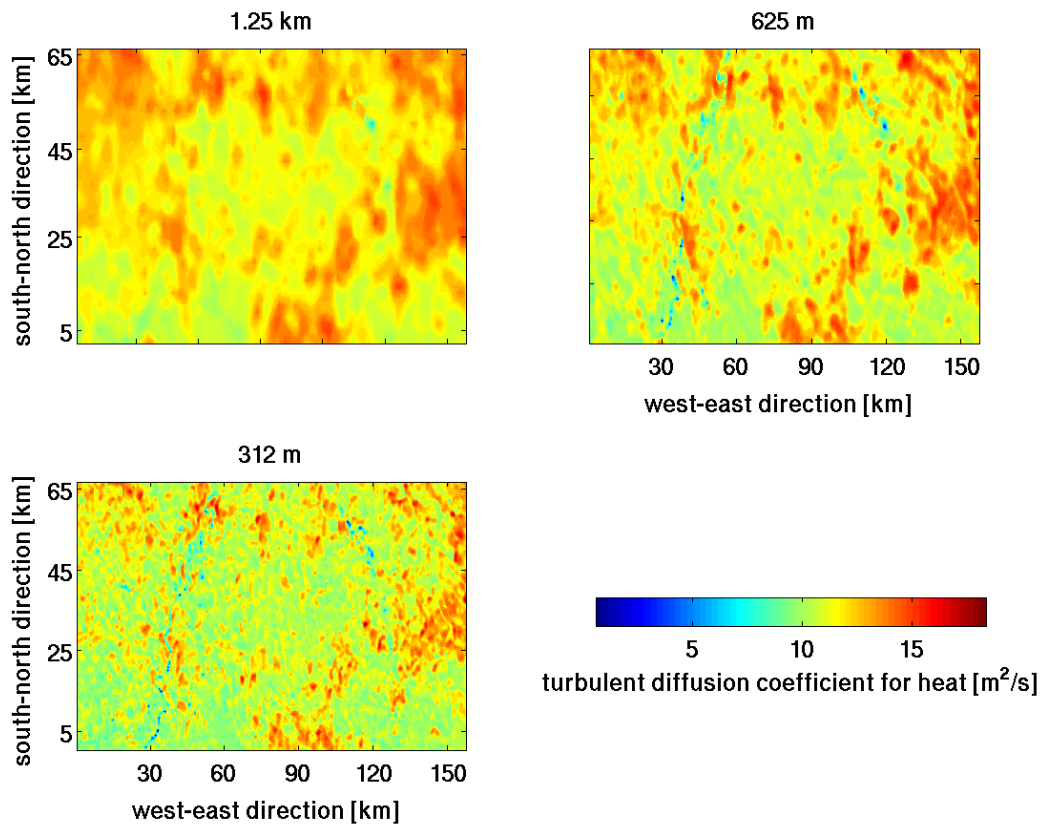 1.25 km
625 m
south-north direction [km]
65
45
25
5
30 60 90 120 150
west-east direction [km]
312 m
south-north direction [km]
65
45
25
5
30 60 90 120 150
west-east direction [km]
5 10 15
turbulent diffusion coefficient for heat [m²/s]